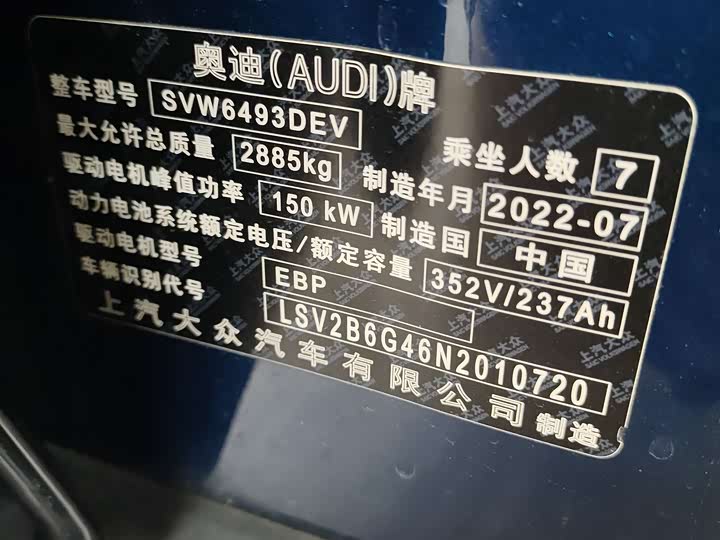 奥迪(AUDI)牌
整车型号 SVW6493DEV
最大允许总质量 2885kg 乘坐人数 7
驱动电机峰值功率 150 kW 制造年月 2022-07
动力电池系统额定电压/额定容量 352V/237Ah 制造国 中国
驱动电机型号 EBP
车辆识别代号 LSV2B6G46N2010720
上汽大众汽车有限公司制造